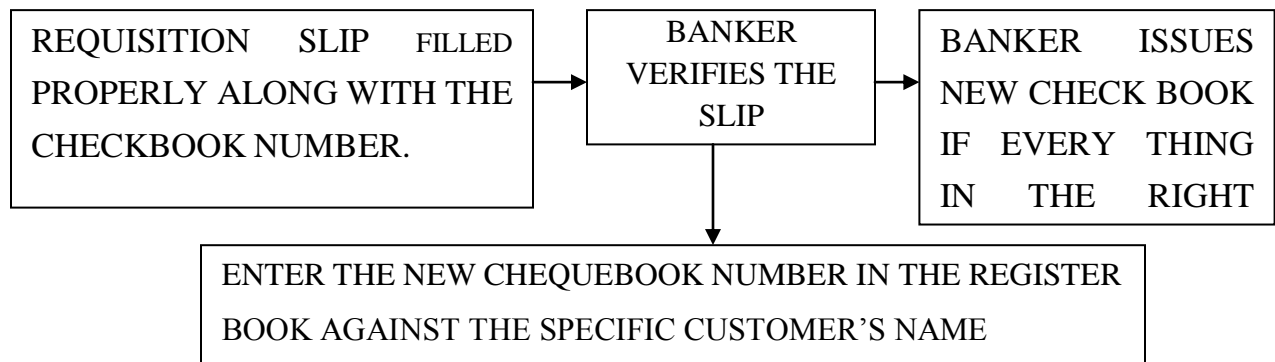 REQUISITION SLIP FILLED
PROPERLY ALONG WITH THE
CHECKBOOK NUMBER.
BANKER
VERIFIES THE
SLIP
BANKER ISSUES
NEW CHECK BOOK
IF EVERY THING
IN THE RIGHT
ENTER THE NEW CHEQUEBOOK NUMBER IN THE REGISTER
BOOK AGAINST THE SPECIFIC CUSTOMER’S NAME